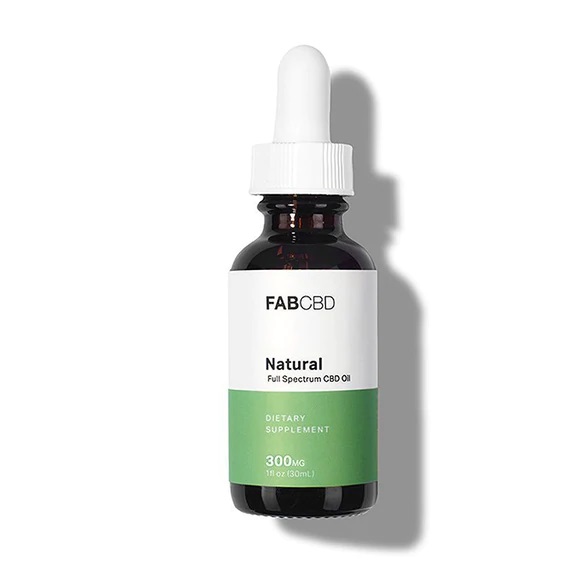 FABCBD
Natural
Full Spectrum CBD Oil
DIETARY
SUPPLEMENT
300MG
1fl oz (30mL)